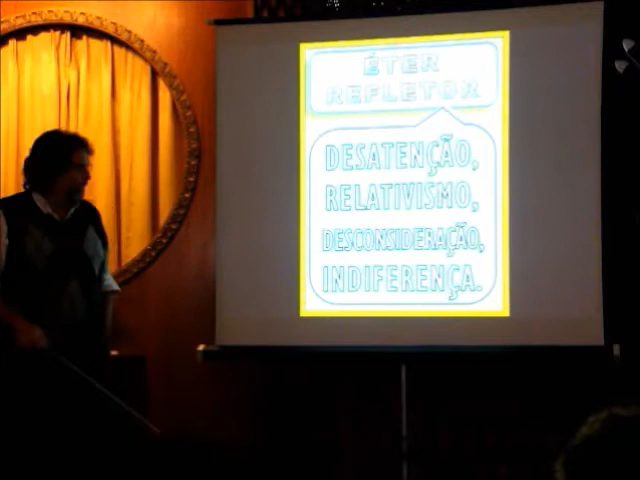 ÉTER
REFLETOR
DESATENÇÃO,
RELATIVISMO,
DESCONSIDERAÇÃO,
INDIFERENÇA.